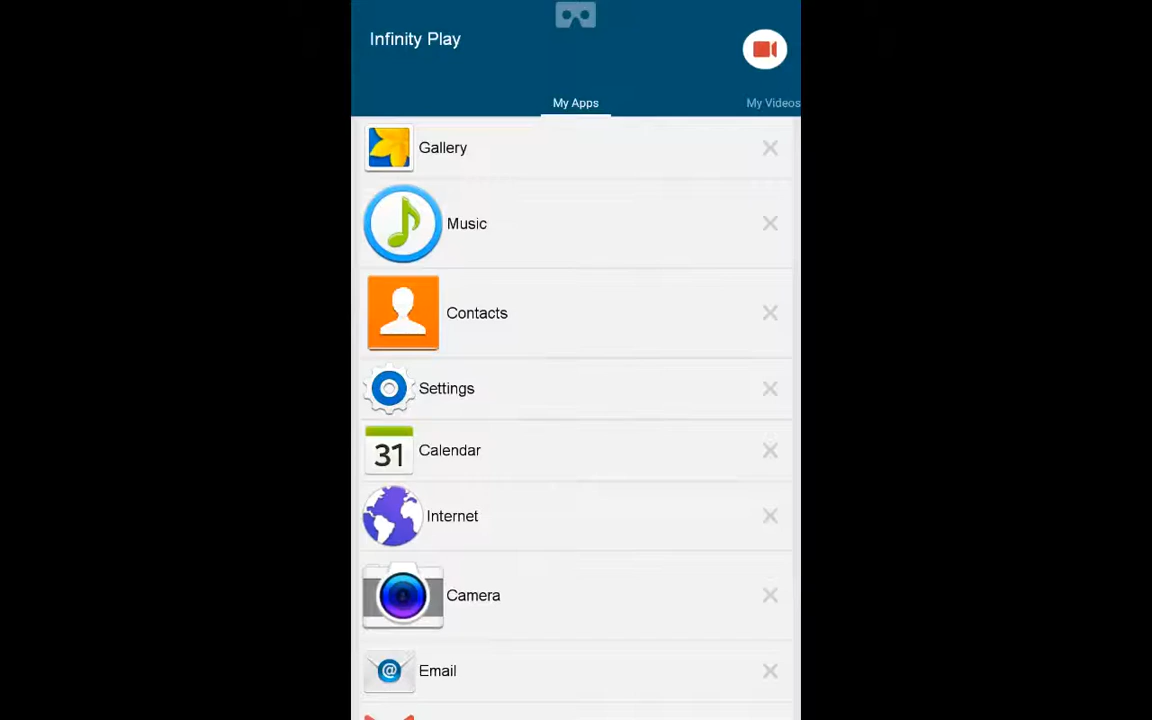 Infinity Play
My Apps
My Videos
Gallery
Music
Contacts
Settings
31
Calendar
Internet
Camera
@
Email